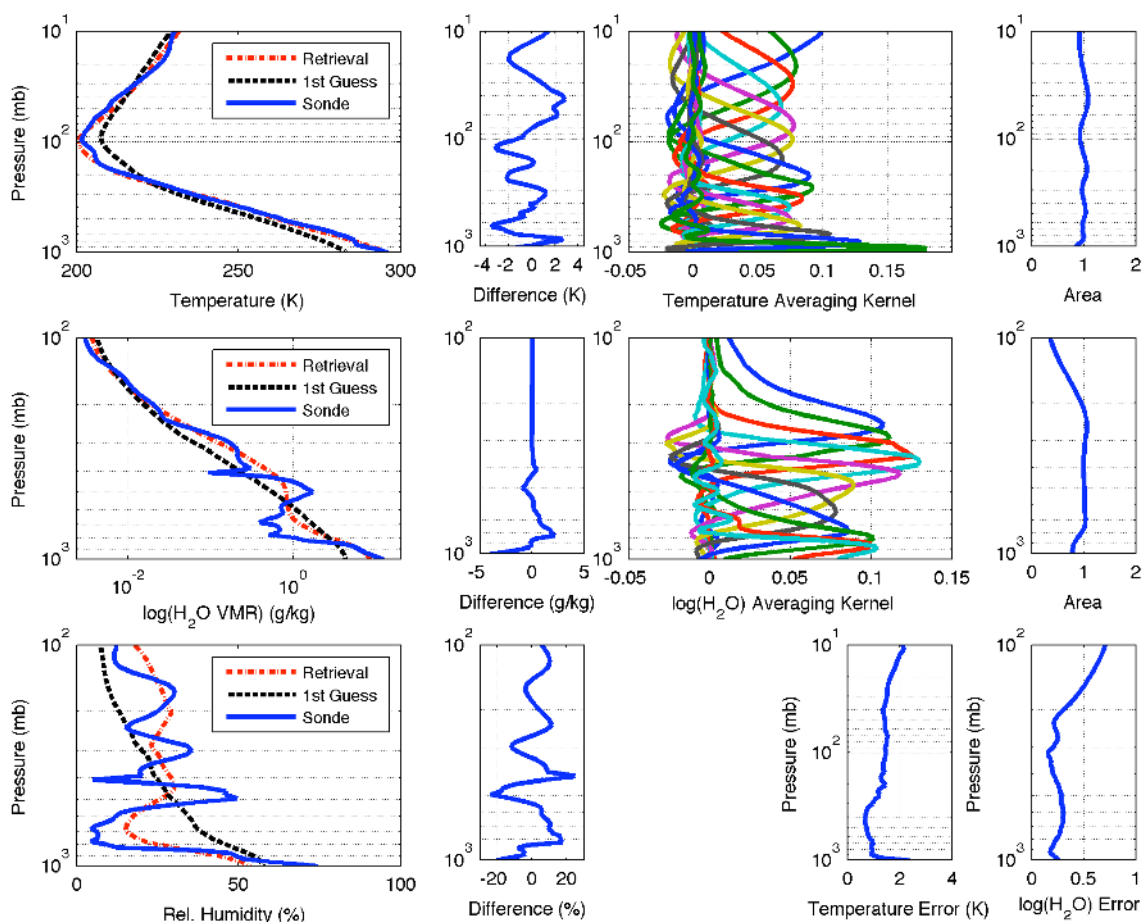 10¹
10²
10³
Pressure (mb)
Retrieval
1st Guess
Sonde
200
250
300
Temperature (K)
10¹
10²
10³
-4
-2
0
2
4
Difference (K)
10¹
10²
10³
-0.05
0
0.05
0.1
0.15
Temperature Averaging Kernel
10¹
10²
10³
0
1
2
Area
10²
10³
Pressure (mb)
Retrieval
1st Guess
Sonde
10⁻²
10⁰
log(H₂O VMR) (g/kg)
10²
10³
-5
0
5
Difference (g/kg)
10²
10³
-0.05
0
0.05
0.1
0.15
log(H₂O) Averaging Kernel
10²
10³
0
1
2
Area
10²
10³
Pressure (mb)
Retrieval
1st Guess
Sonde
0
50
100
Rel. Humidity (%)
10²
10³
-20
0
20
Difference (%)
10¹
10²
10³
Pressure (mb)
0
2
4
Temperature Error (K)
10²
10³
Pressure (mb)
0
0.5
1
log(H₂O) Error